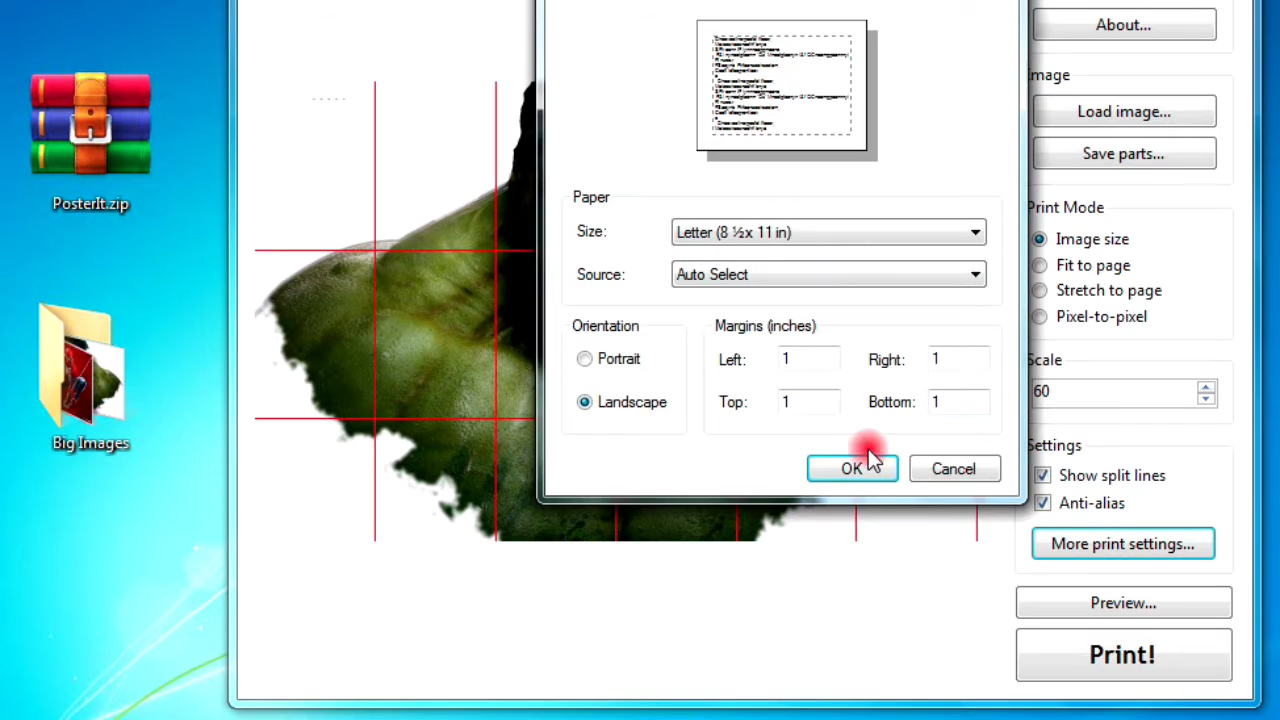 About...
Image
Load image...
Save parts...
PosterIt.zip
Paper
Size: Letter (8 ½x 11 in)
Source: Auto Select
Orientation
Portrait
Landscape
Margins (inches)
Left: 1 Right: 1
Top: 1 Bottom: 1
OK Cancel
Print Mode
Image size
Fit to page
Stretch to page
Pixel-to-pixel
Scale
60
Big Images
Settings
Show split lines
Anti-alias
More print settings...
Preview...
Print!